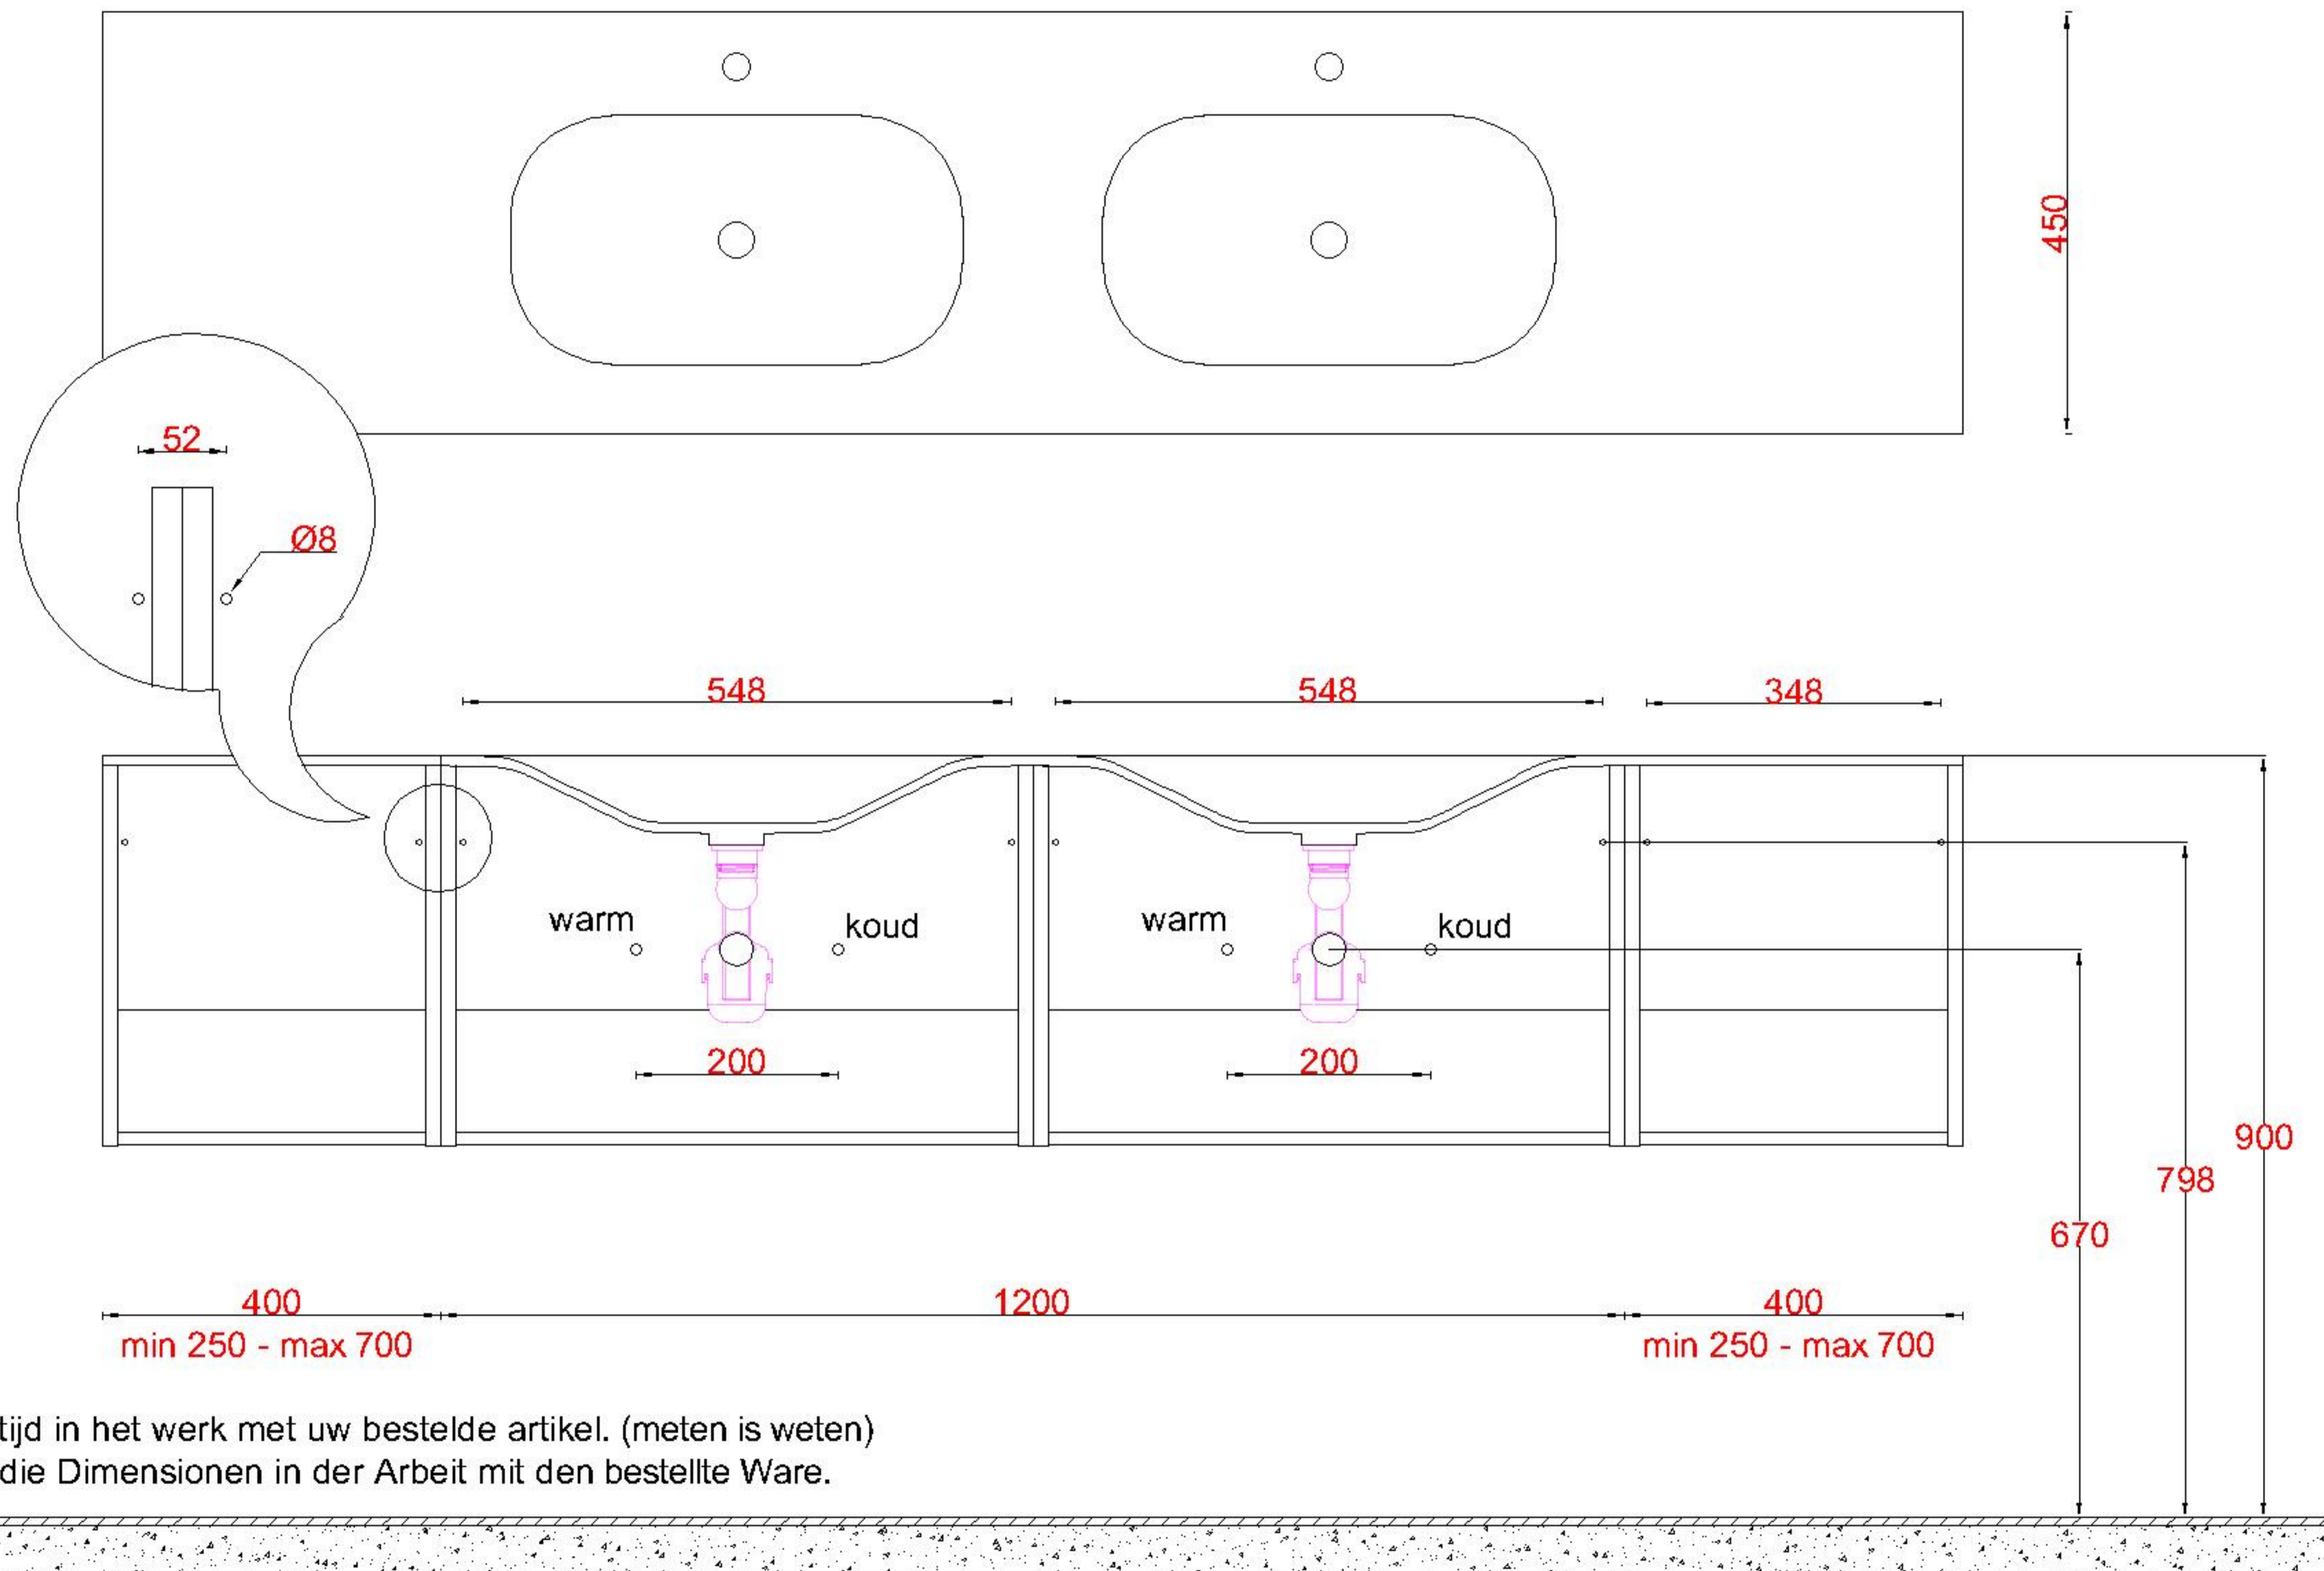 450
52
Ø8
548
548
348
warm
koud
warm
koud
200
200
900
798
670
400
1200
400
min 250 - max 700
min 250 - max 700
tijd in het werk met uw bestelde artikel. (meten is weten)
die Dimensionen in der Arbeit mit den bestellte Ware.